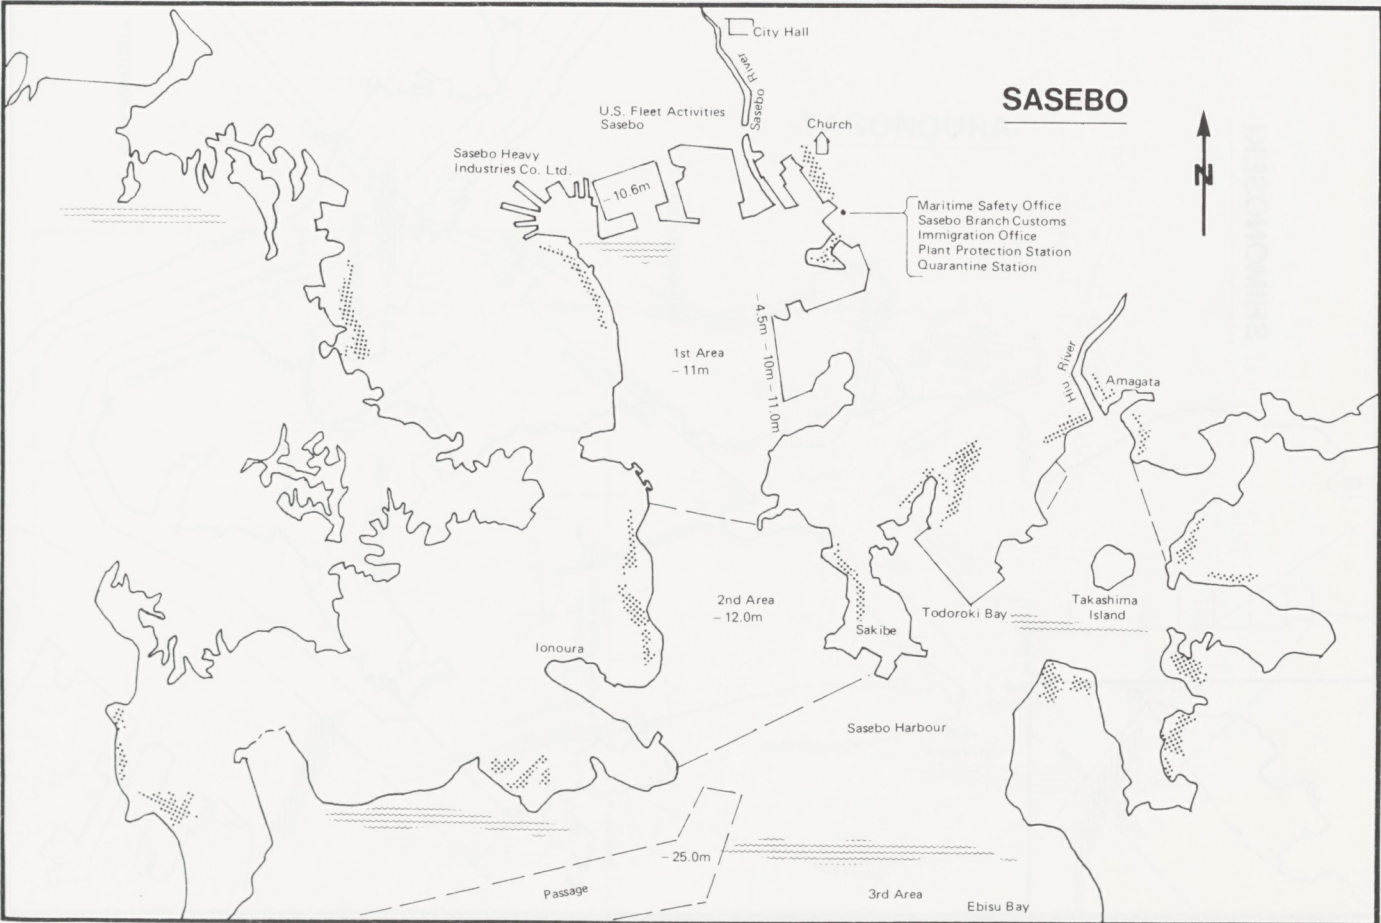 City Hall
Sasebo River
SASEBO
U.S. Fleet Activities
Sasebo
Church
Sasebo Heavy
Industries Co. Ltd.
−10.6m
N
Maritime Safety Office
Sasebo Branch Customs
Immigration Office
Plant Protection Station
Quarantine Station
−4.5m −10m −11.0m
1st Area
−11m
Hiu River
Amagata
2nd Area
−12.0m
Todoroki Bay
Takashima
Island
Sakibe
Ionoura
Sasebo Harbour
−25.0m
Passage
3rd Area
Ebisu Bay
SHIMONOSEKI